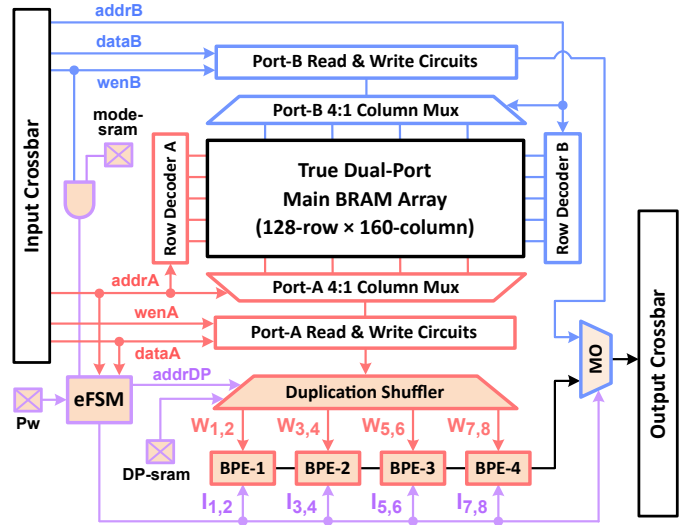 addrB
dataB
wenB
mode-
sram
Input Crossbar
Port-B Read & Write Circuits
Port-B 4:1 Column Mux
Row Decoder A
True Dual-Port
Main BRAM Array
(128-row × 160-column)
Row Decoder B
addrA
Port-A 4:1 Column Mux
wenA
Port-A Read & Write Circuits
dataA
addrDP
eFSM
Pw
DP-sram
Duplication Shuffler
W1,2
W3,4
W5,6
W7,8
BPE-1
BPE-2
BPE-3
BPE-4
I1,2
I3,4
I5,6
I7,8
MO
Output Crossbar